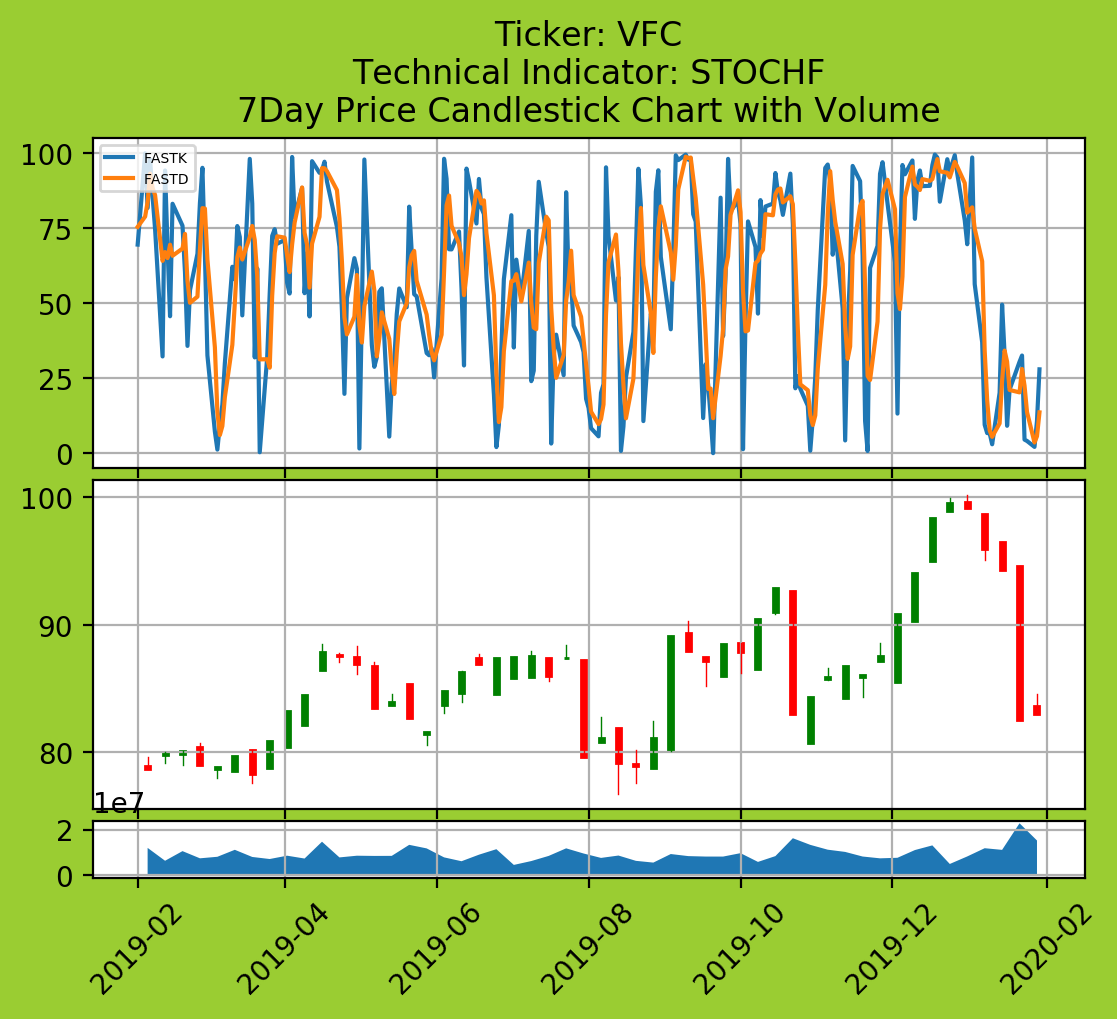 Ticker: VFC
Technical Indicator: STOCHF
7Day Price Candlestick Chart with Volume
100
75
50
25
0
FASTK
FASTD
100
90
80
1e7
2
0
2019-02
2019-04
2019-06
2019-08
2019-10
2019-12
2020-02